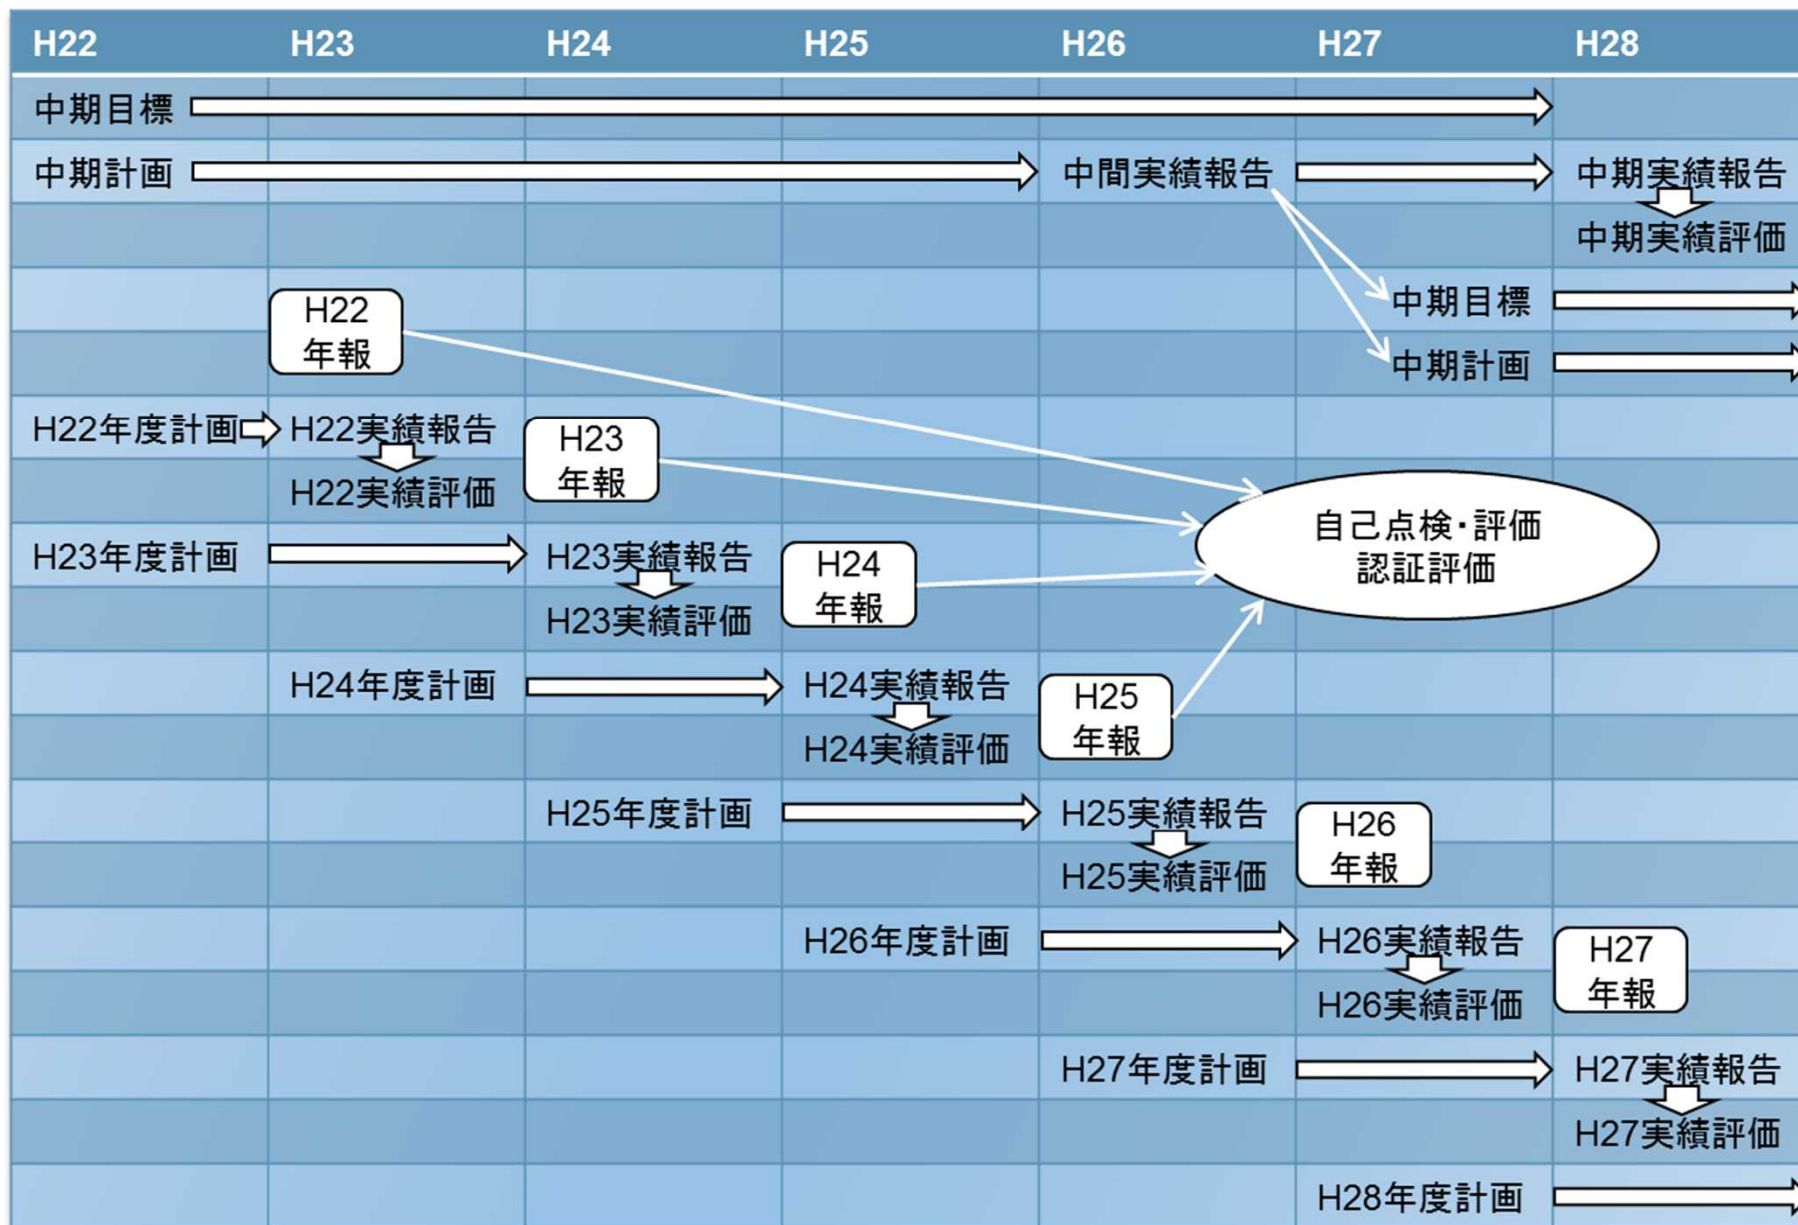 H22 H23 H24 H25 H26 H27 H28
中期目標
中期計画 中間実績報告 中期実績報告
中期実績評価
中期目標
中期計画
H22
年報
H22年度計画 H22実績報告
H22実績評価
H23
年報
自己点検・評価
認証評価
H23年度計画 H23実績報告
H23実績評価
H24
年報
H24年度計画 H24実績報告
H24実績評価
H25
年報
H25年度計画 H25実績報告
H25実績評価
H26
年報
H26年度計画 H26実績報告
H26実績評価
H27
年報
H27年度計画 H27実績報告
H27実績評価
H28年度計画